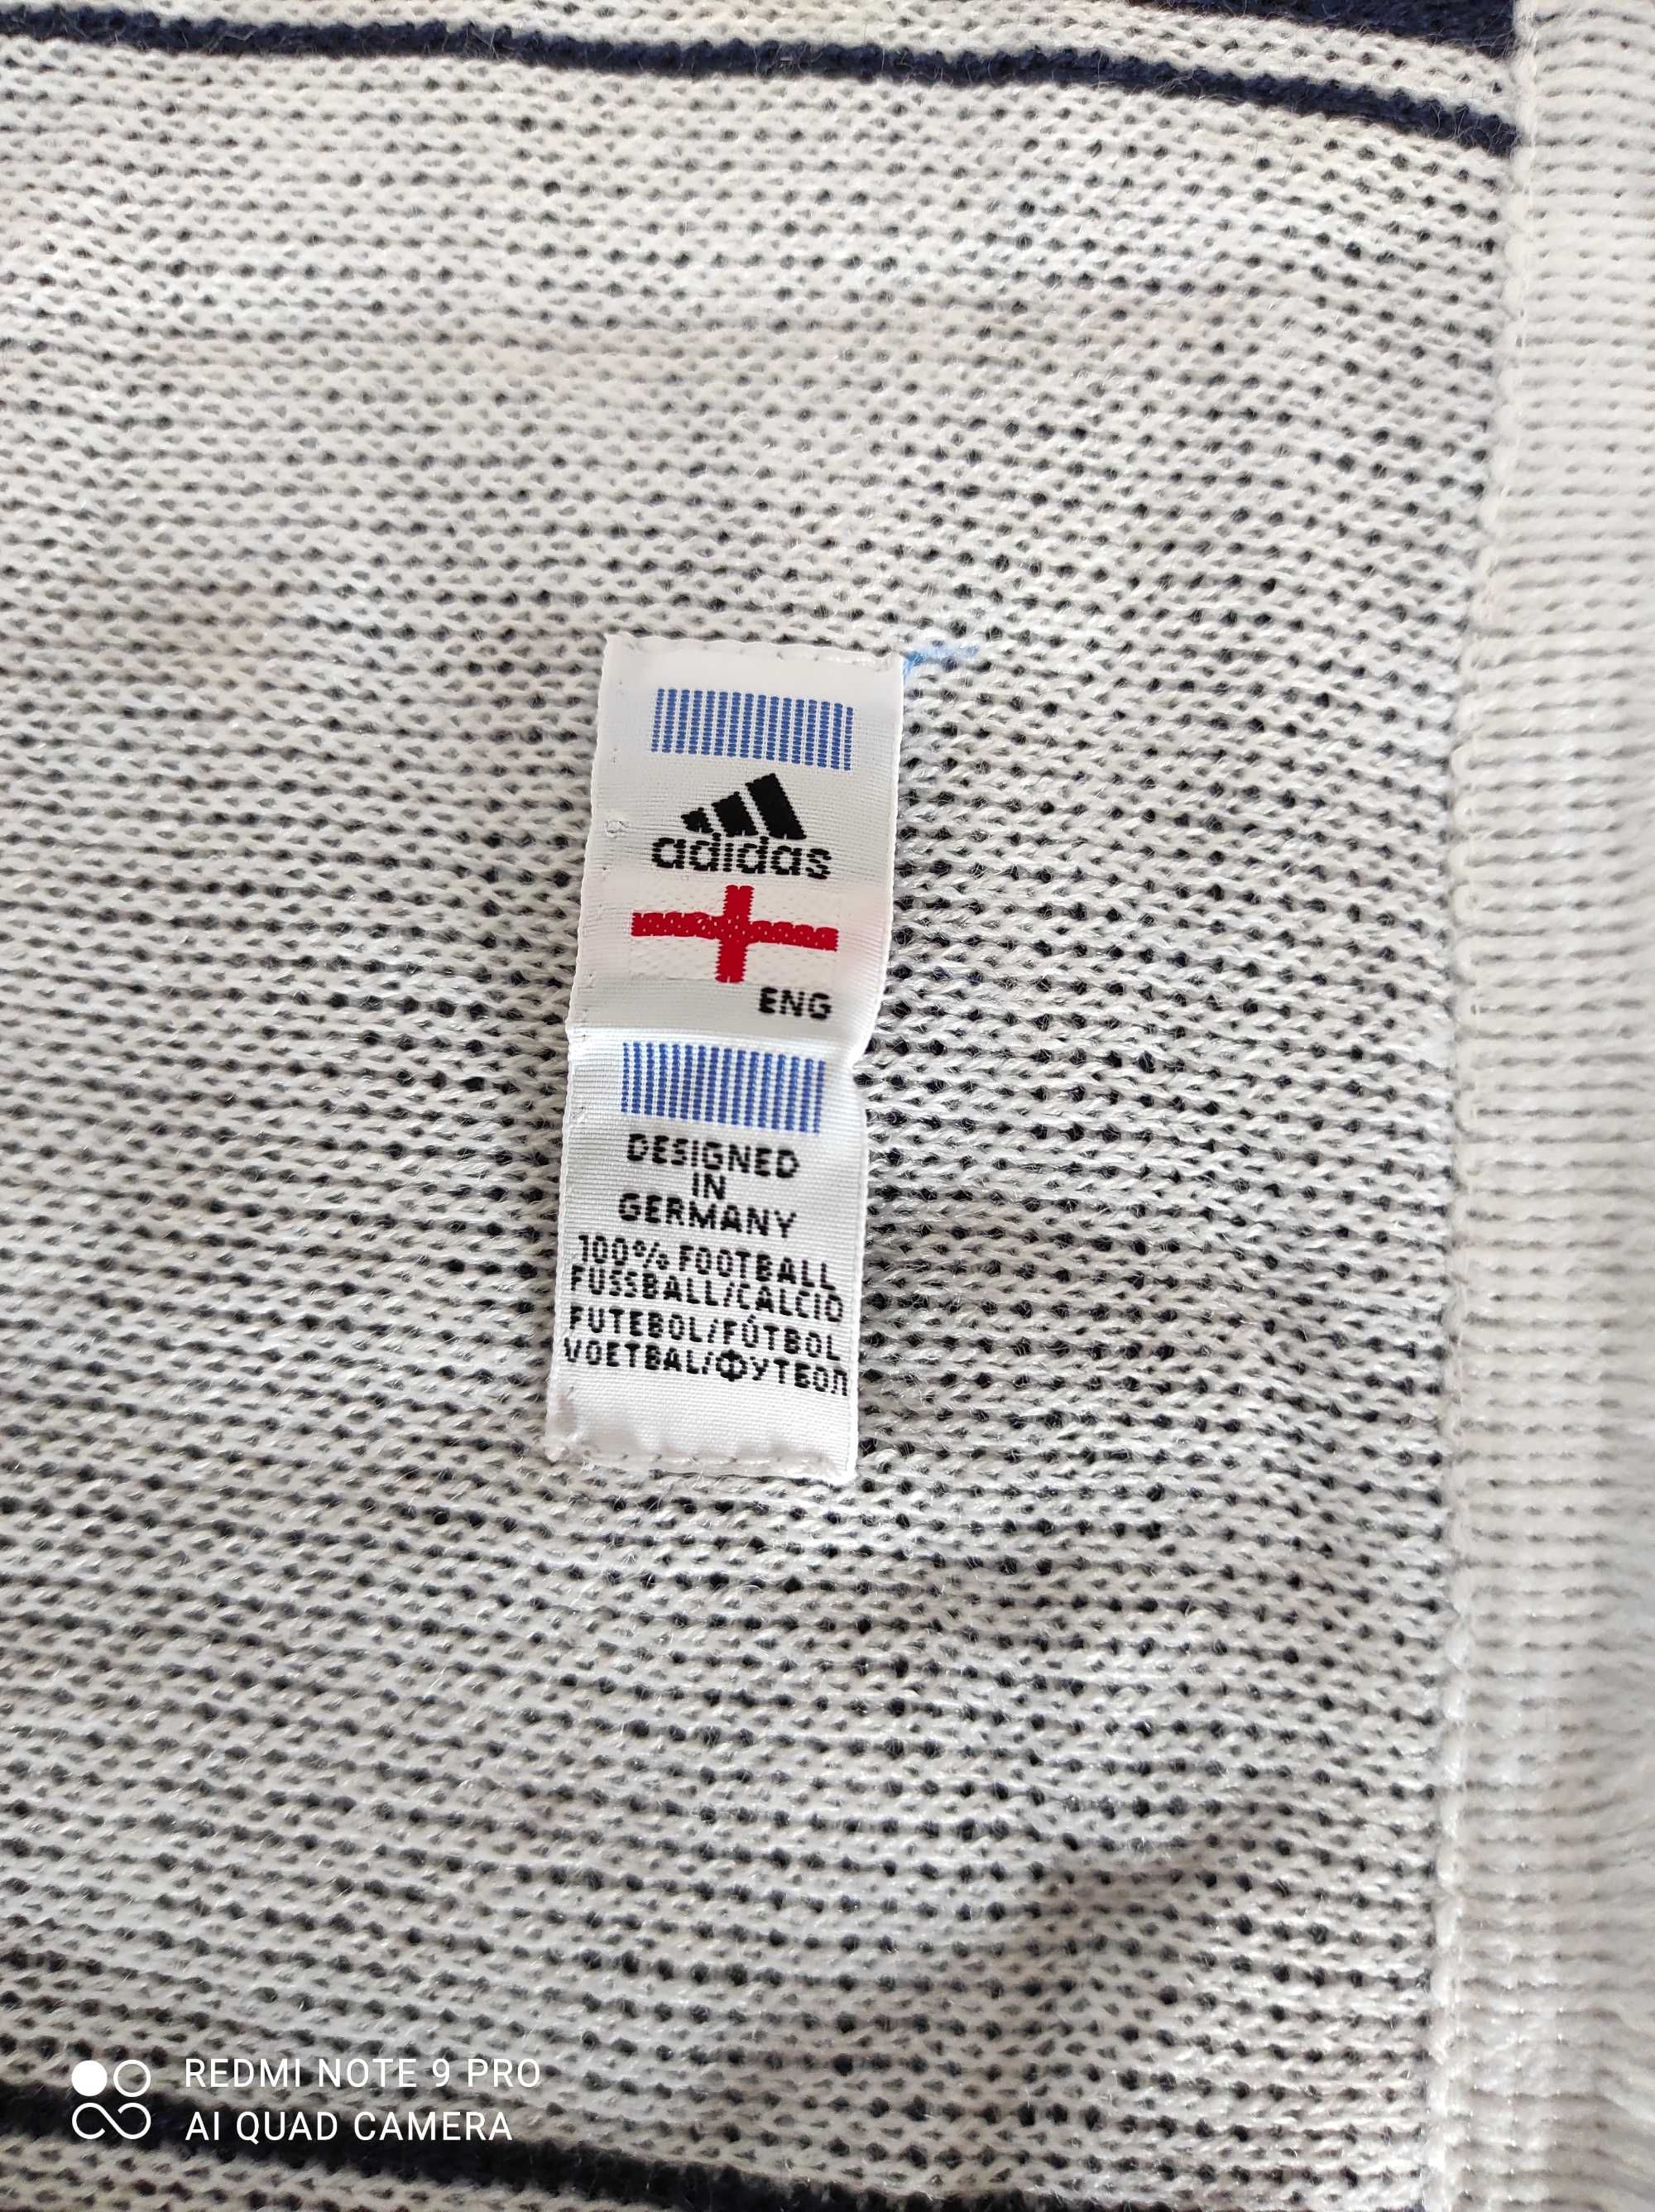 adidas
ENG
DESIGNED
IN
GERMANY
100% FOOTBALL
FUSSBALL/CALCIO
FUTEBOL/FÚTBOL
VOETBAL/ФУТБОЛ
REDMI NOTE 9 PRO
AI QUAD CAMERA